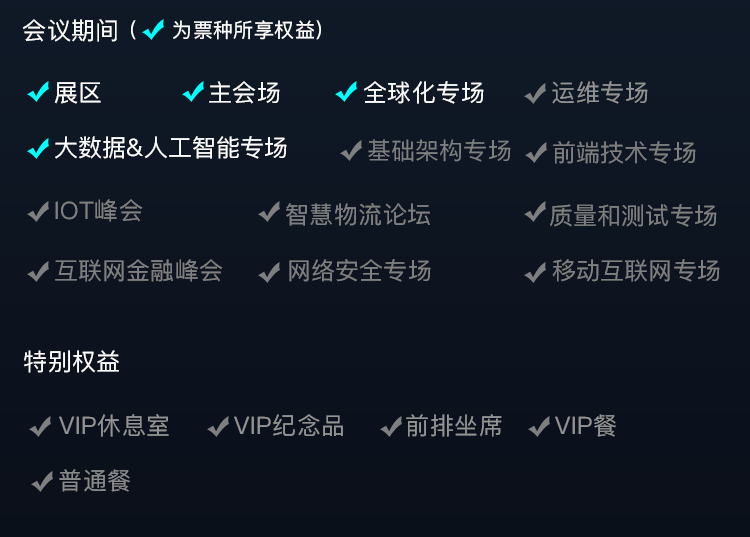 会议期间（✓为票种所享权益）
✓展区 ✓主会场 ✓全球化专场 ✓运维专场
✓大数据&人工智能专场 ✓基础架构专场 ✓前端技术专场
✓IOT峰会 ✓智慧物流论坛 ✓质量和测试专场
✓互联网金融峰会 ✓网络安全专场 ✓移动互联网专场
特别权益
✓VIP休息室 ✓VIP纪念品 ✓前排坐席 ✓VIP餐
✓普通餐